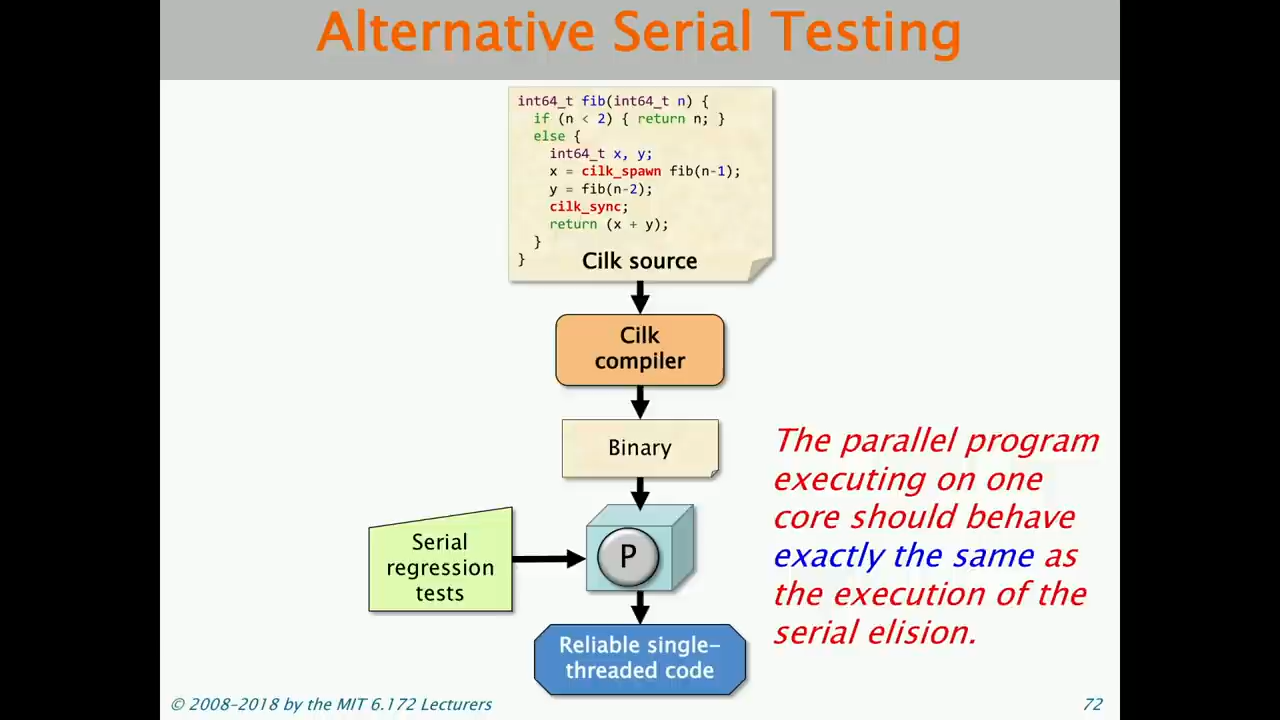 Alternative Serial Testing
int64_t fib(int64_t n) {
if (n < 2) { return n; }
else {
int64_t x, y;
x = cilk_spawn fib(n-1);
y = fib(n-2);
cilk_sync;
return (x + y);
}
}
Cilk source
Cilk
compiler
Binary
Serial
regression
tests
P
Reliable single-
threaded code
The parallel program
executing on one
core should behave
exactly the same as
the execution of the
serial elision.
© 2008-2018 by the MIT 6.172 Lecturers
72